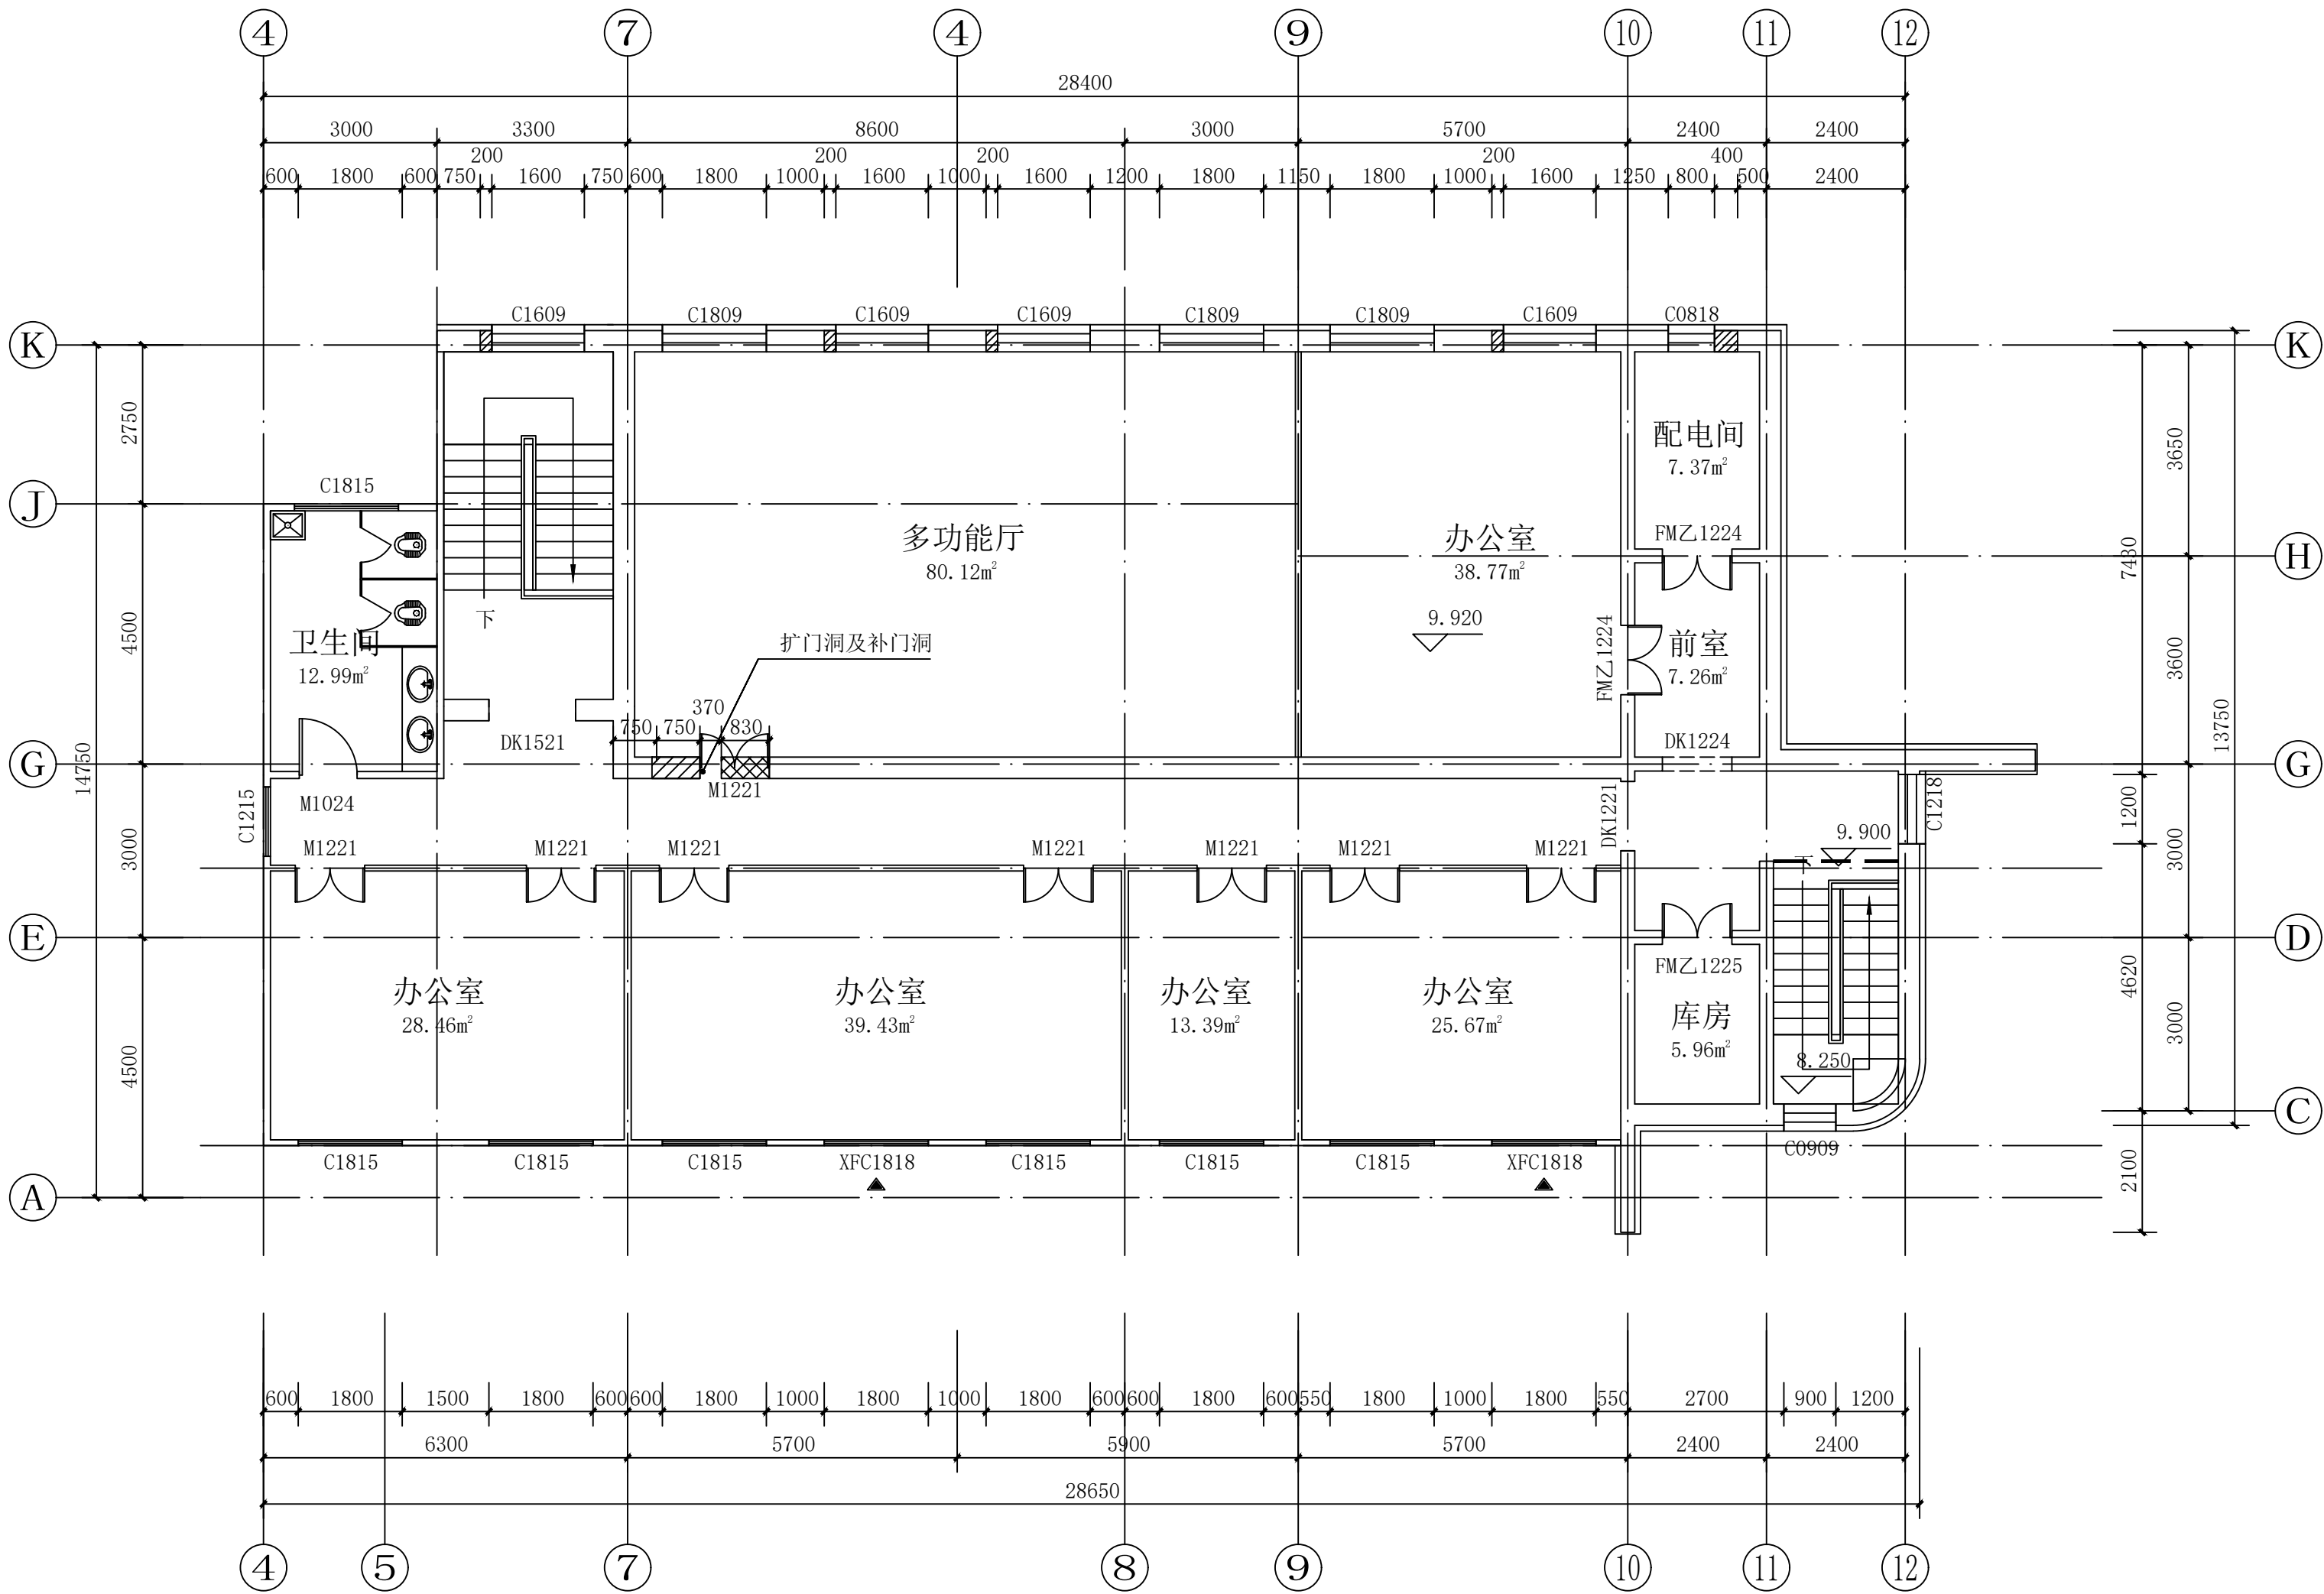 ④ ⑦ ④ ⑨ ⑩ ⑪ ⑫
28400
3000 3300 8600 3000 5700 2400 2400
200 200 200 200 400
600 1800 600 750 1600 750 600 1800 1000 1600 1000 1600 1200 1800 1150 1800 1000 1600 1250 800 500 2400
C1609 C1809 C1609 C1609 C1809 C1809 C1609 C0818
K K
2750
3650
配电间
7.37m²
C1815
J
FM乙1224
多功能厅
80.12m²
办公室
38.77m²
7430
H
下
9.920
扩门洞及补门洞
卫生间
12.99m²
4500
FM乙1224
前室
7.26m²
3600
370
750 750 830
DK1521
DK1224
13750
14750
G G
M1221
M1024
C1215
DK1221
C1218
1200
9.900
下
3000
3000
M1221 M1221 M1221 M1221 M1221 M1221 M1221
E D
FM乙1225
4620
办公室 办公室 办公室 办公室
28.46m² 39.43m² 13.39m² 25.67m²
库房
5.96m²
3000
4500
8.250
C
C0909
C1815 C1815 C1815 XFC1818 C1815 C1815 C1815 XFC1818
2100
A
600 1800 1500 1800 600 600 1800 1000 1800 1000 1800 600 600 1800 600 550 1800 1000 1800 550 2700 900 1200
6300 5700 5900 5700 2400 2400
28650
④ ⑤ ⑦ ⑧ ⑨ ⑩ ⑪ ⑫